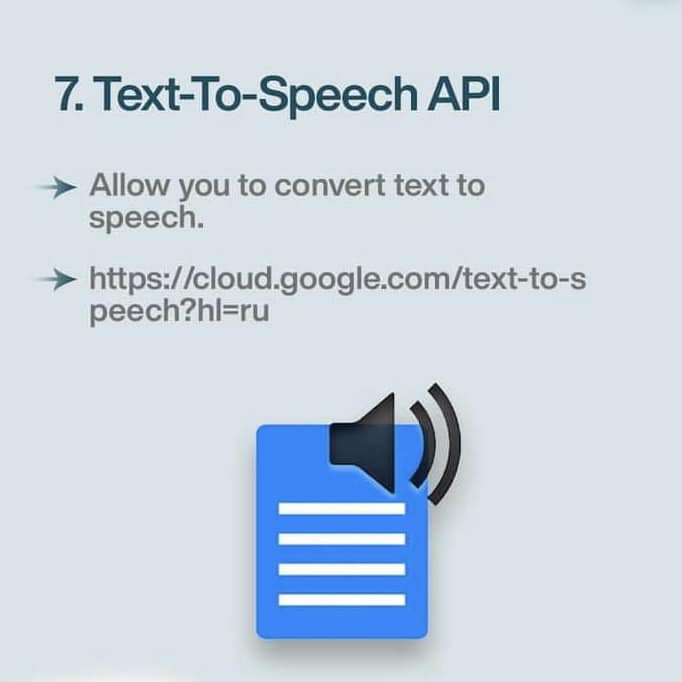 7. Text-To-Speech API
Allow you to convert text to
speech.
https://cloud.google.com/text-to-s
peech?hl=ru